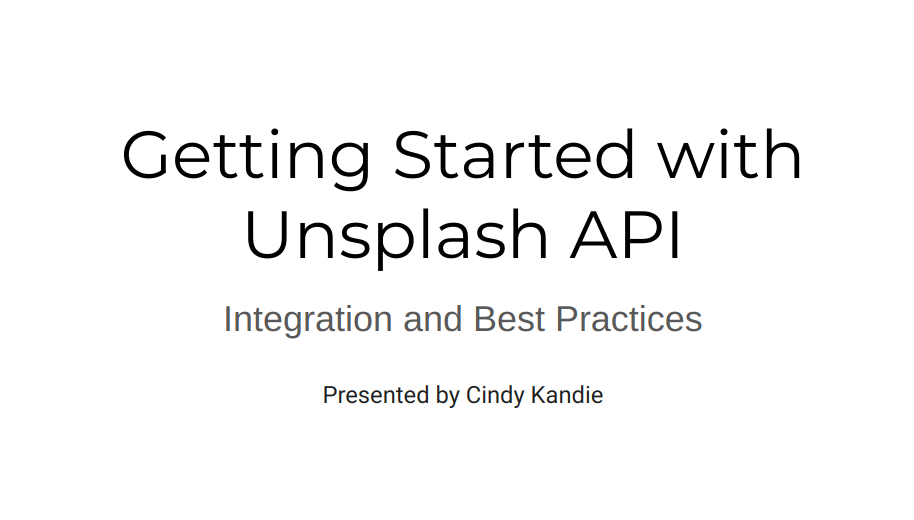 Getting Started with
Unsplash API
Integration and Best Practices
Presented by Cindy Kandie